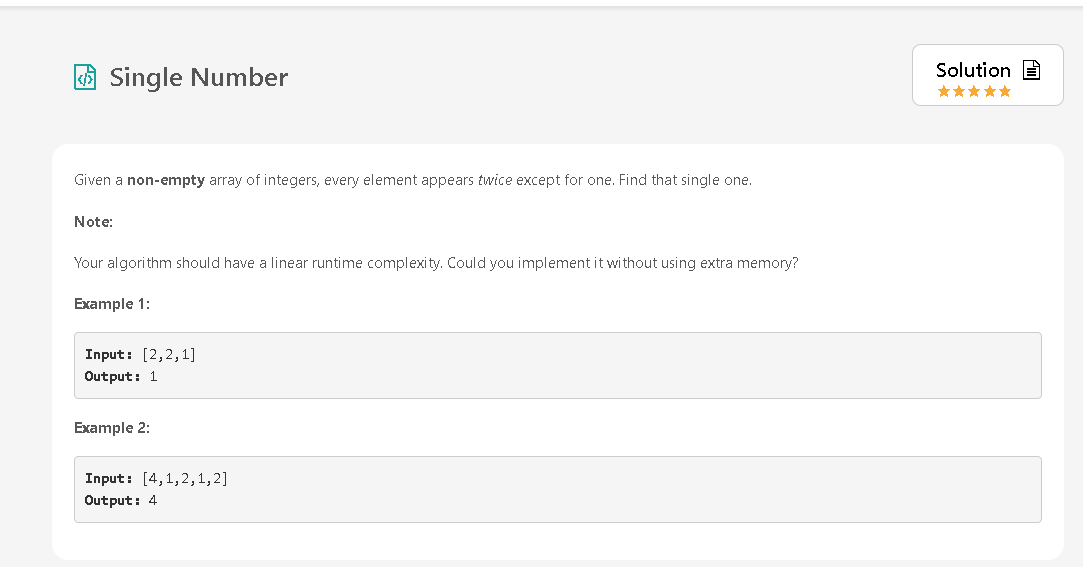 Single Number
Solution
Given a non-empty array of integers, every element appears twice except for one. Find that single one.
Note:
Your algorithm should have a linear runtime complexity. Could you implement it without using extra memory?
Example 1:
Input: [2,2,1]
Output: 1
Example 2:
Input: [4,1,2,1,2]
Output: 4